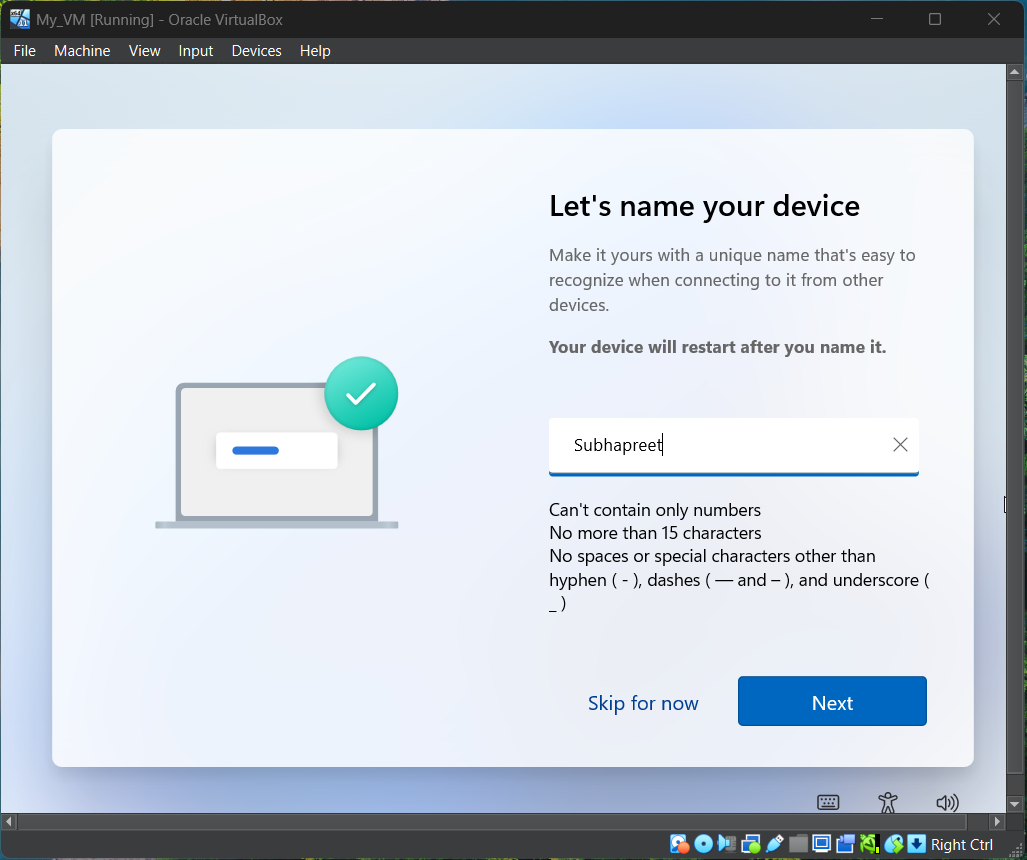 My_VM [Running] - Oracle VirtualBox
File Machine View Input Devices Help
Let's name your device
Make it yours with a unique name that's easy to
recognize when connecting to it from other
devices.
Your device will restart after you name it.
Subhapreet
Can't contain only numbers
No more than 15 characters
No spaces or special characters other than
hyphen ( - ), dashes ( — and – ), and underscore (
_ )
Skip for now
Next
Right Ctrl